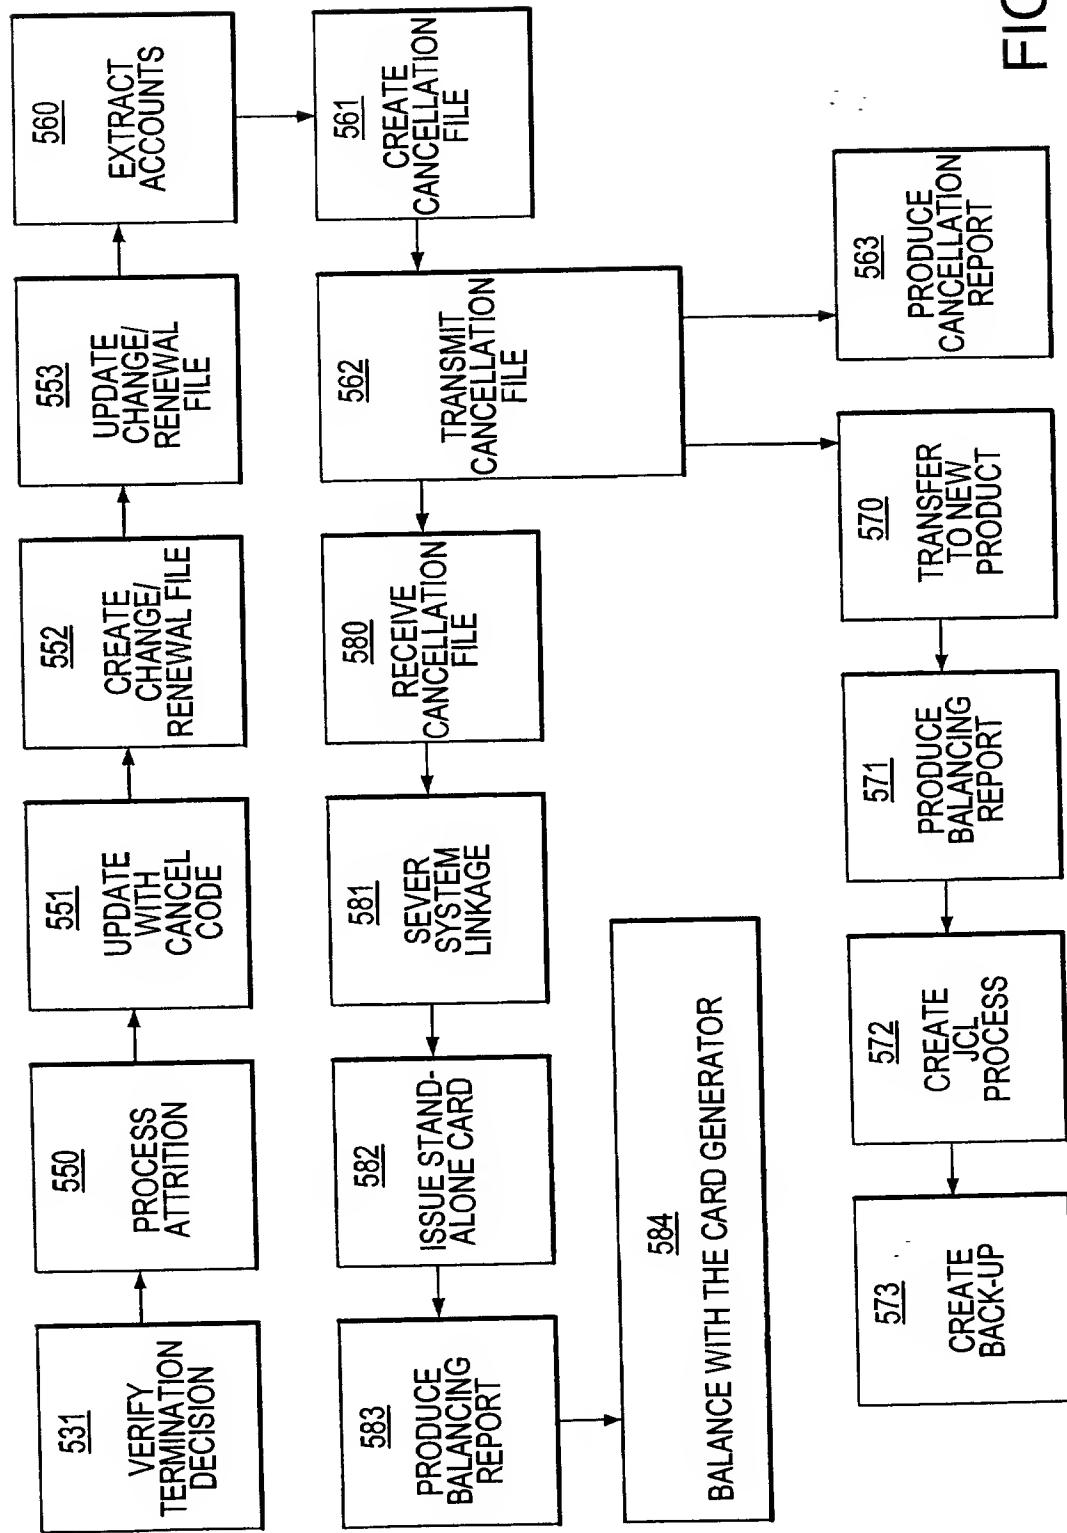 531
VERIFY
TERMINATION
DECISION
550
PROCESS
ATTRITION
551
UPDATE
WITH
CANCEL
CODE
552
CREATE
CHANGE/
RENEWAL FILE
553
UPDATE
CHANGE/
RENEWAL
FILE
560
EXTRACT
ACCOUNTS
561
CREATE
CANCELLATION
FILE
562
TRANSMIT
CANCELLATION
FILE
580
RECEIVE
CANCELLATION
FILE
581
SEVER
SYSTEM
LINKAGE
582
ISSUE STAND-
ALONE CARD
583
PRODUCE
BALANCING
REPORT
584
BALANCE WITH THE CARD GENERATOR
563
PRODUCE
CANCELLATION
REPORT
570
TRANSFER
TO NEW
PRODUCT
571
PRODUCE
BALANCING
REPORT
572
CREATE
JCL
PROCESS
573
CREATE
BACK-UP